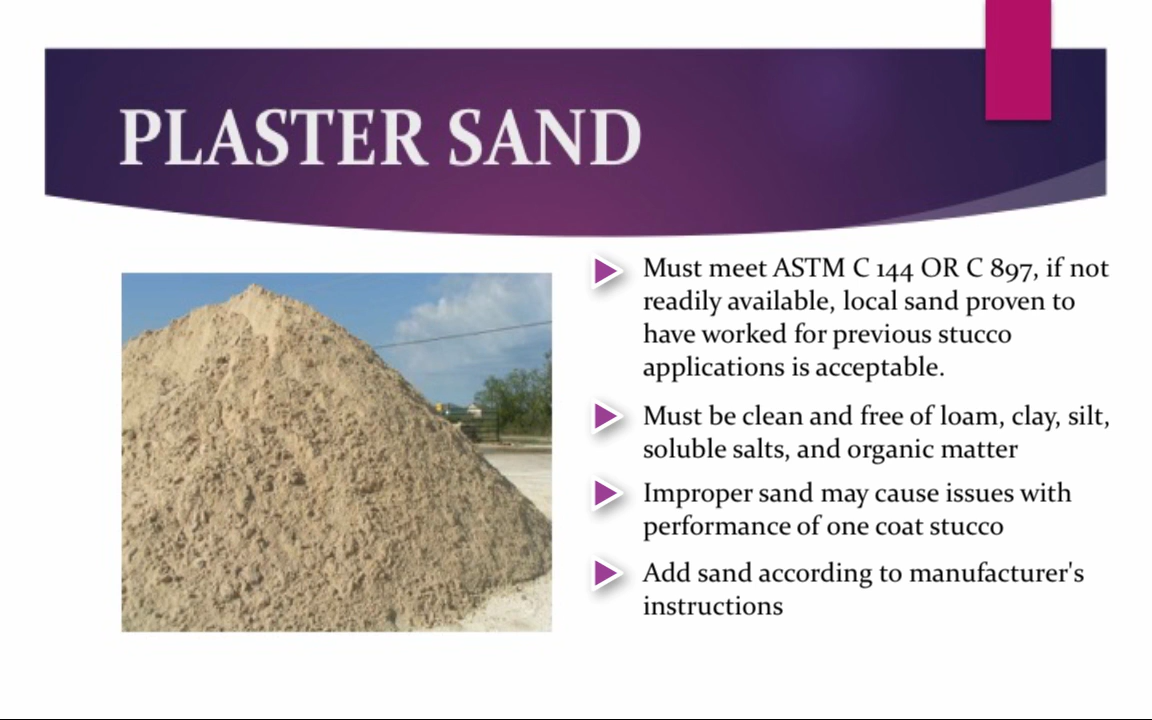 PLASTER SAND
Must meet ASTM C 144 OR C 897, if not
readily available, local sand proven to
have worked for previous stucco
applications is acceptable.
Must be clean and free of loam, clay, silt,
soluble salts, and organic matter
Improper sand may cause issues with
performance of one coat stucco
Add sand according to manufacturer's
instructions